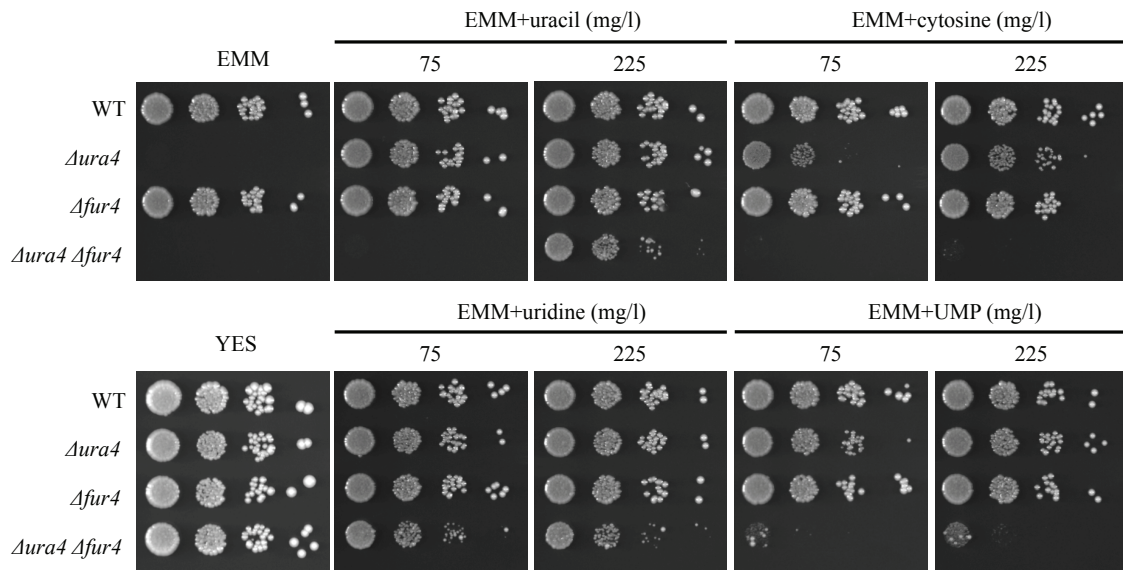 EMM+uracil (mg/l) EMM+cytosine (mg/l)
EMM 75 225 75 225
WT
Δura4
Δfur4
Δura4 Δfur4
EMM+uridine (mg/l) EMM+UMP (mg/l)
YES 75 225 75 225
WT
Δura4
Δfur4
Δura4 Δfur4